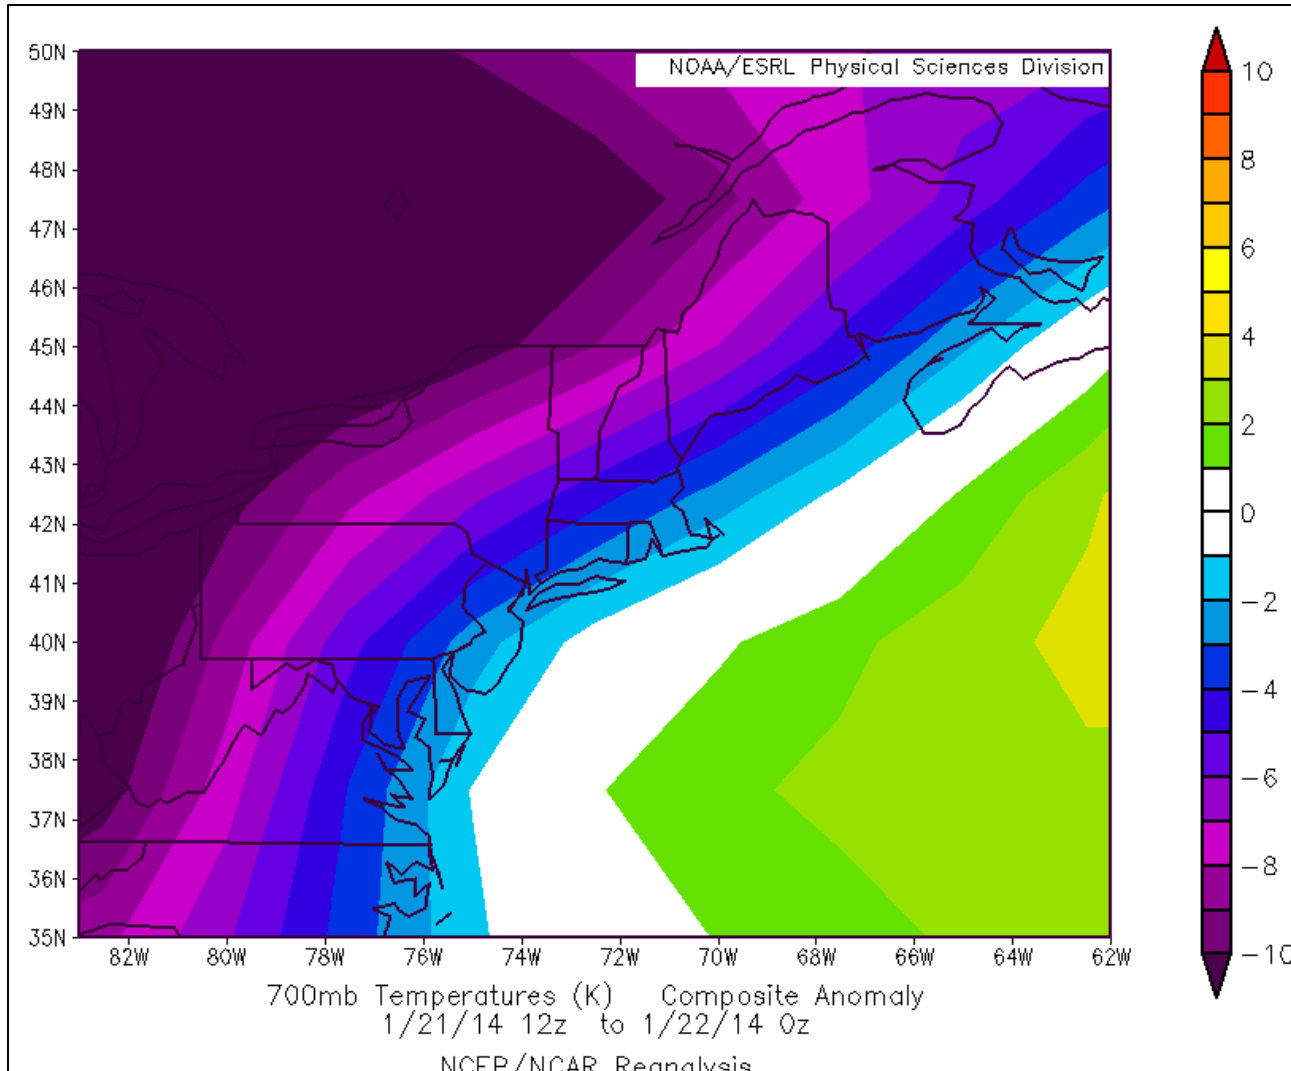 NOAA/ESRL Physical Sciences Division
50N
49N
48N
47N
46N
45N
44N
43N
42N
41N
40N
39N
38N
37N
36N
35N
82W 80W 78W 76W 74W 72W 70W 68W 66W 64W 62W
10
8
6
4
2
0
-2
-4
-6
-8
-10
700mb Temperatures (K) Composite Anomaly
1/21/14 12z to 1/22/14 0z
NCEP/NCAR Reanalysis